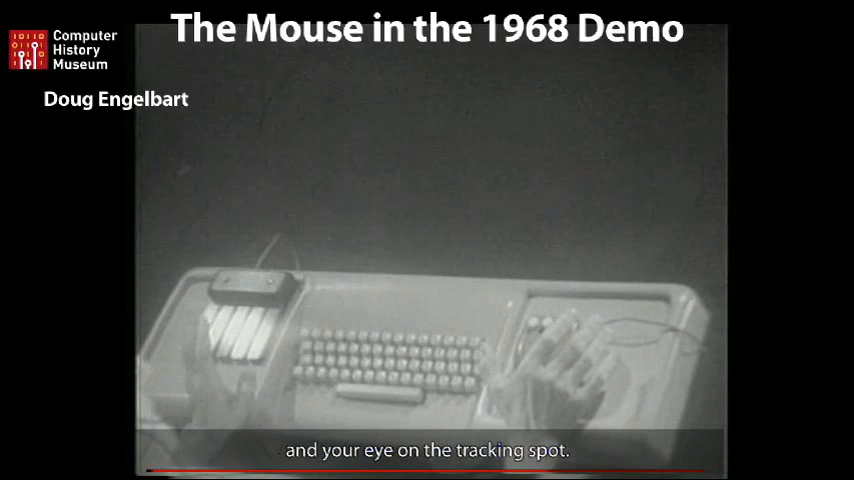 The Mouse in the 1968 Demo
Computer
History
Museum
Doug Engelbart
and your eye on the tracking spot.